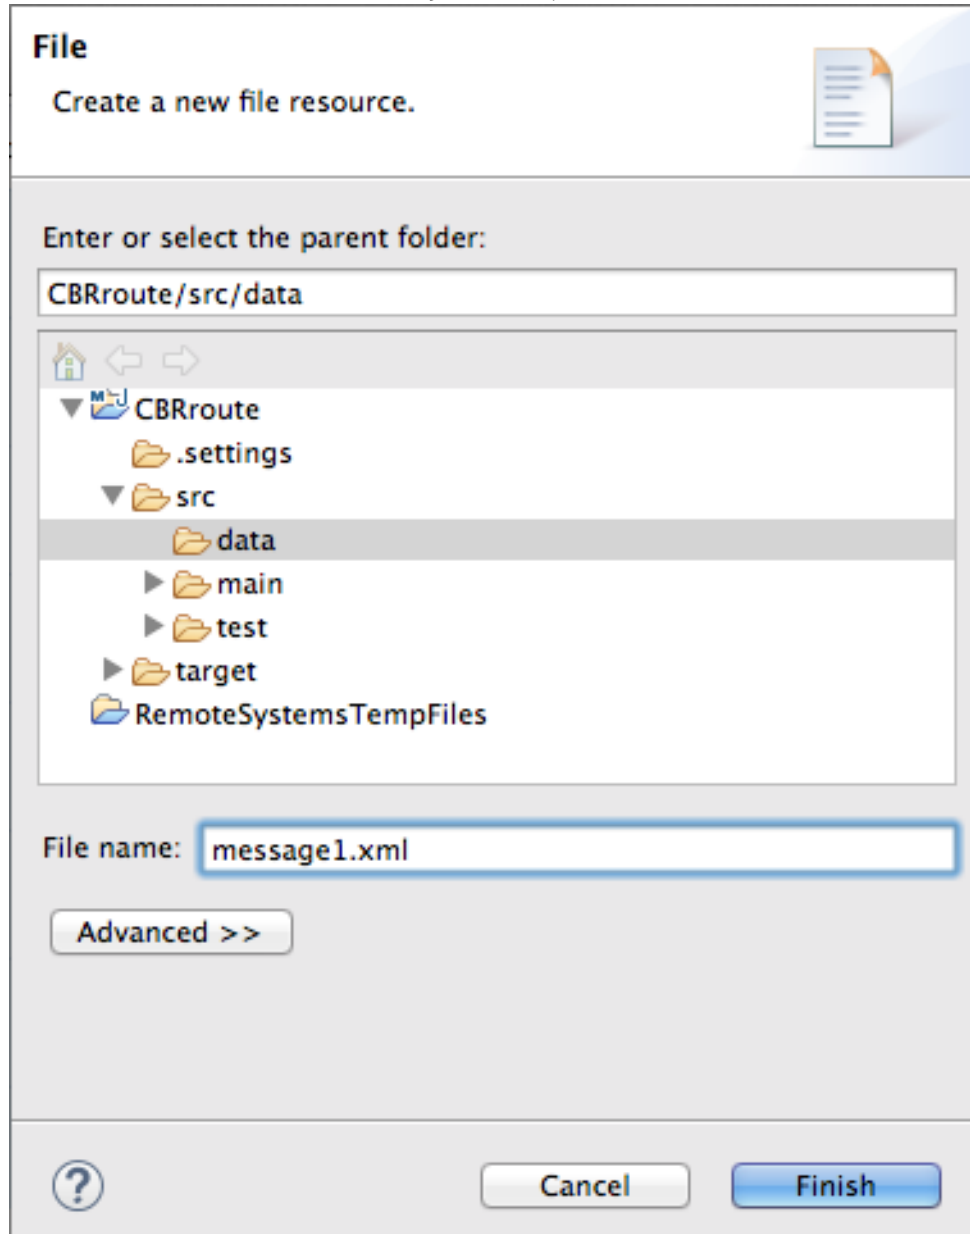 File
Create a new file resource.
Enter or select the parent folder:
CBRroute/src/data
CBRroute
.settings
src
data
main
test
target
RemoteSystemsTempFiles
File name: message1.xml
Advanced >>
? Cancel Finish